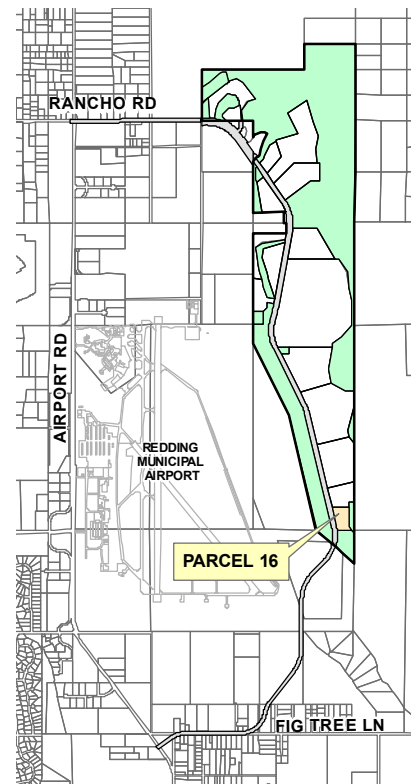 RANCHO RD
AIRPORT RD
REDDING
MUNICIPAL
AIRPORT
PARCEL 16
FIG TREE LN